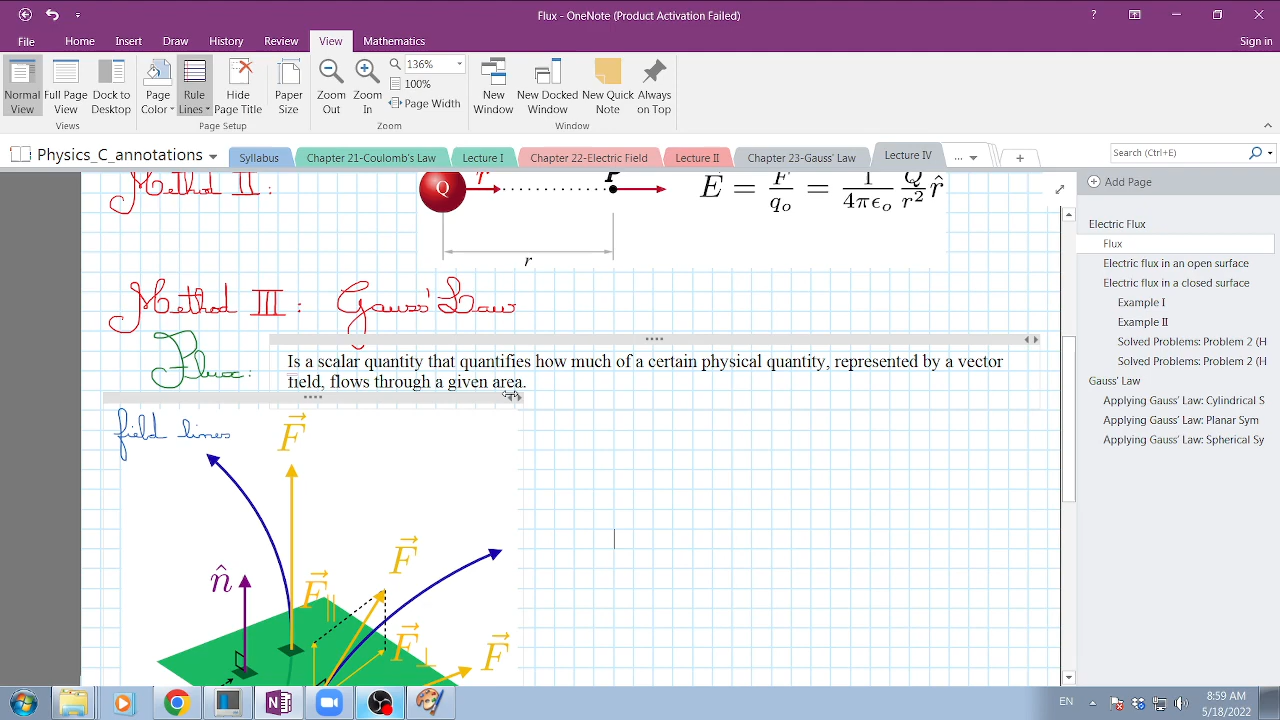 Flux - OneNote (Product Activation Failed)
File Home Insert Draw History Review View Mathematics Sign in
136%
100%
Page Width
Normal View Full Page View Dock to Desktop Page Color Rule Lines Hide Page Title Paper Size Zoom Out Zoom In New Window New Docked Window New Quick Note Always on Top
Views Page Setup Zoom Window
Physics_C_annotations Syllabus Chapter 21-Coulomb's Law Lecture I Chapter 22-Electric Field Lecture II Chapter 23-Gauss' Law Lecture IV ... Search (Ctrl+E)
Add Page
Electric Flux
Flux
Electric flux in an open surface
Electric flux in a closed surface
Example I
Example II
Solved Problems: Problem 2 (H
Solved Problems: Problem 2 (H
Gauss' Law
Applying Gauss' Law: Cylindrical S
Applying Gauss' Law: Planar Sym
Applying Gauss' Law: Spherical Sy
Method II:
Q r P
E = F/q_o = 1/4πϵ_o Q/r² r̂
r
Method III: Gauss' Law
Flux:
Is a scalar quantity that quantifies how much of a certain physical quantity, represented by a vector
field, flows through a given area.
field lines
F⃗
F⃗
n̂
F⃗∥
F⃗⊥
F⃗
EN
8:59 AM
5/18/2022